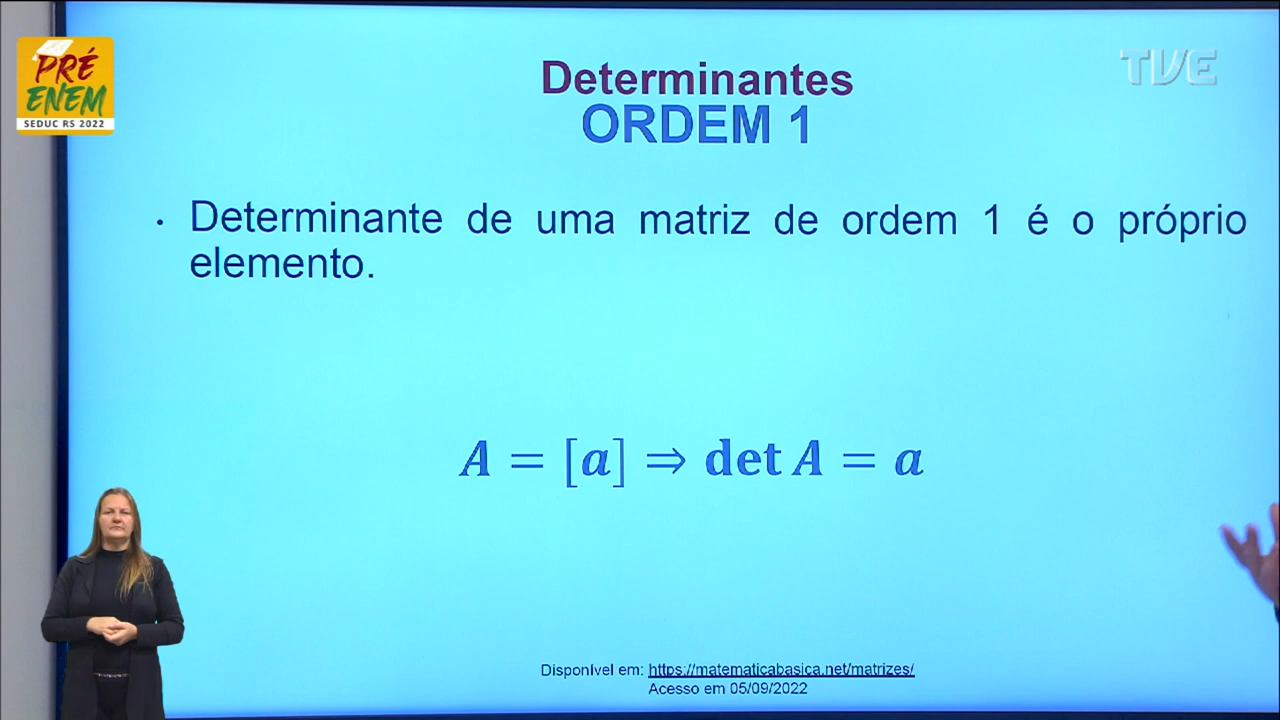 PRÉ
ENEM
SEDUC RS 2022
TVE
Determinantes
ORDEM 1
• Determinante de uma matriz de ordem 1 é o próprio
elemento.
A = [a] ⇒ det A = a
Disponível em: https://matematicabasica.net/matrizes/
Acesso em 05/09/2022